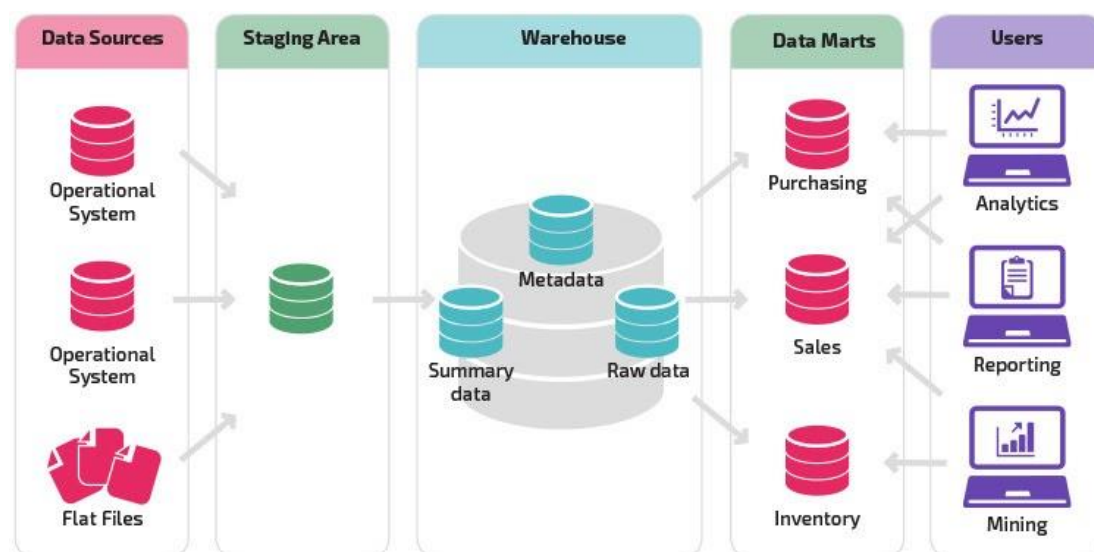 Data Sources
Staging Area
Warehouse
Data Marts
Users
Operational
System
Operational
System
Flat Files
Metadata
Summary
data
Raw data
Purchasing
Sales
Inventory
Analytics
Reporting
Mining